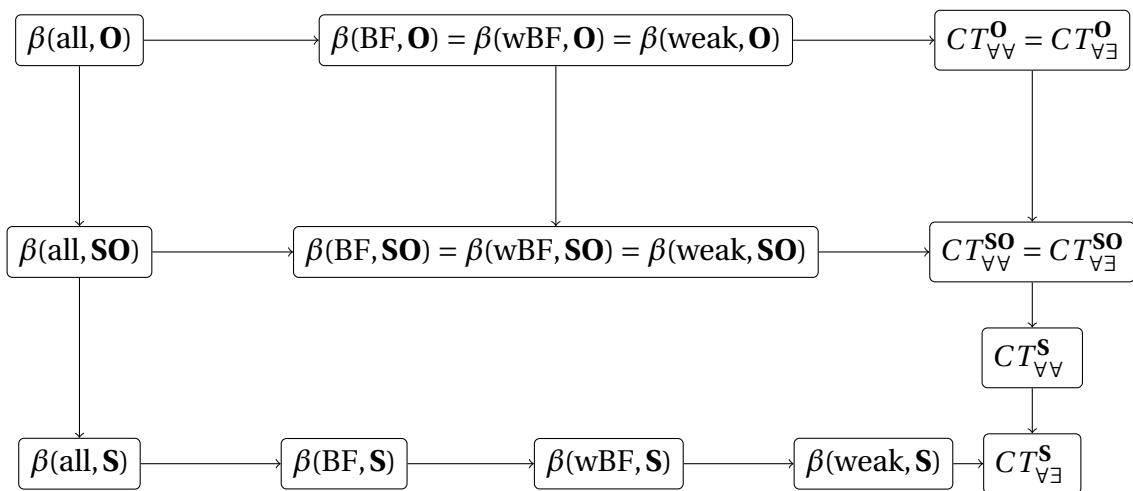 β(all, O) β(BF, O) = β(wBF, O) = β(weak, O) CT^O_∀∀ = CT^O_∀∃
β(all, SO) β(BF, SO) = β(wBF, SO) = β(weak, SO) CT^SO_∀∀ = CT^SO_∀∃
CT^S_∀∀
β(all, S) β(BF, S) β(wBF, S) β(weak, S) CT^S_∀∃